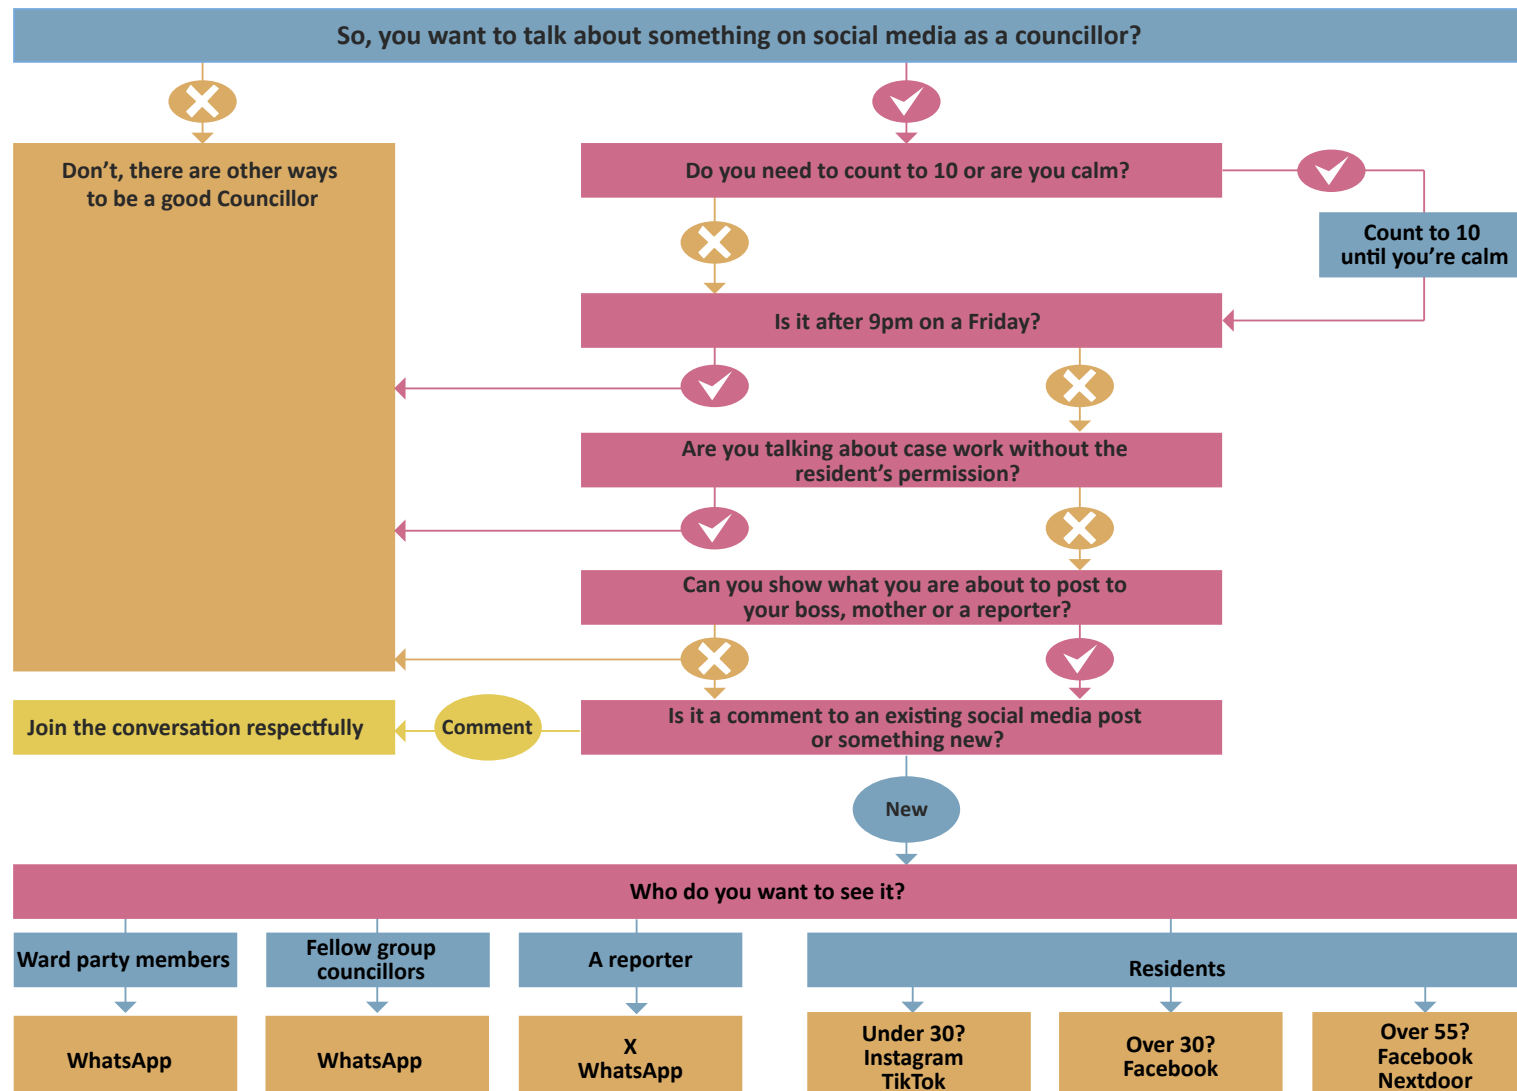 So, you want to talk about something on social media as a councillor?
Don’t, there are other ways
to be a good Councillor
Do you need to count to 10 or are you calm?
Count to 10
until you’re calm
Is it after 9pm on a Friday?
Are you talking about case work without the
resident’s permission?
Can you show what you are about to post to
your boss, mother or a reporter?
Is it a comment to an existing social media post
or something new?
Comment
Join the conversation respectfully
New
Who do you want to see it?
Ward party members
Fellow group
councillors
A reporter
Residents
WhatsApp
WhatsApp
X
WhatsApp
Under 30?
Instagram
TikTok
Over 30?
Facebook
Over 55?
Facebook
Nextdoor